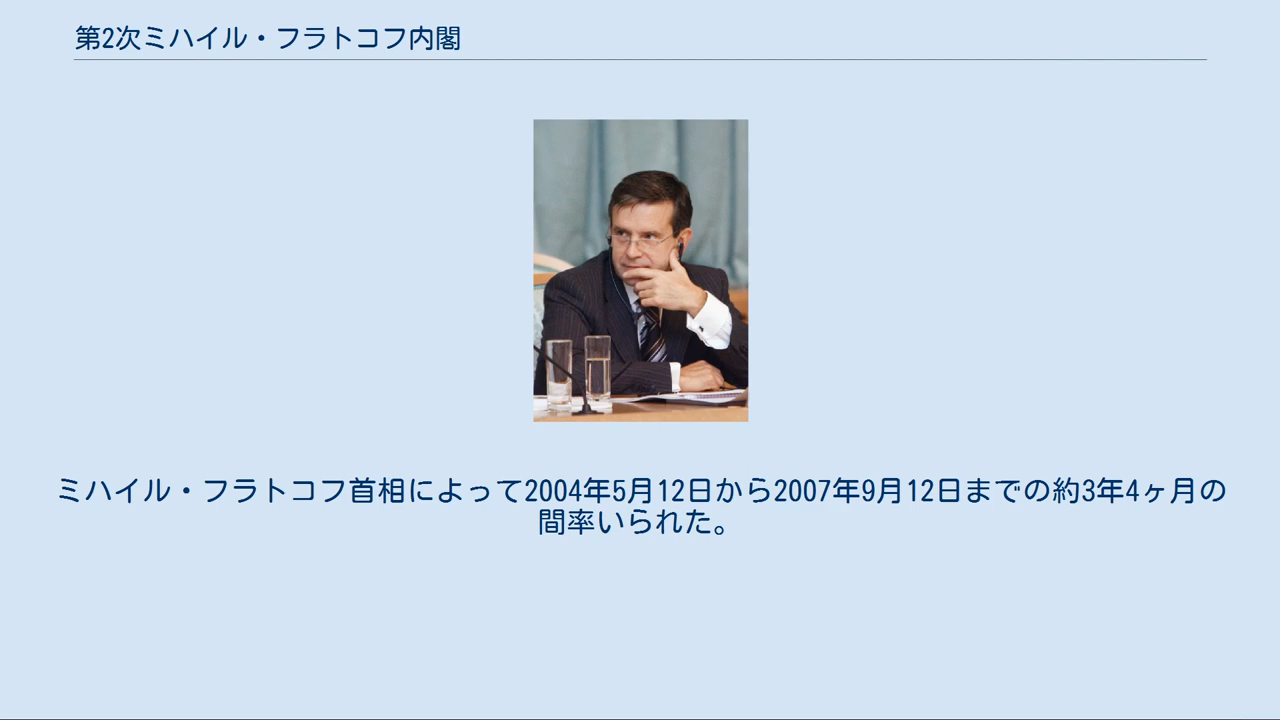 第2次ミハイル・フラトコフ内閣
ミハイル・フラトコフ首相によって2004年5月12日から2007年9月12日までの約3年4ヶ月の
間率いられた。